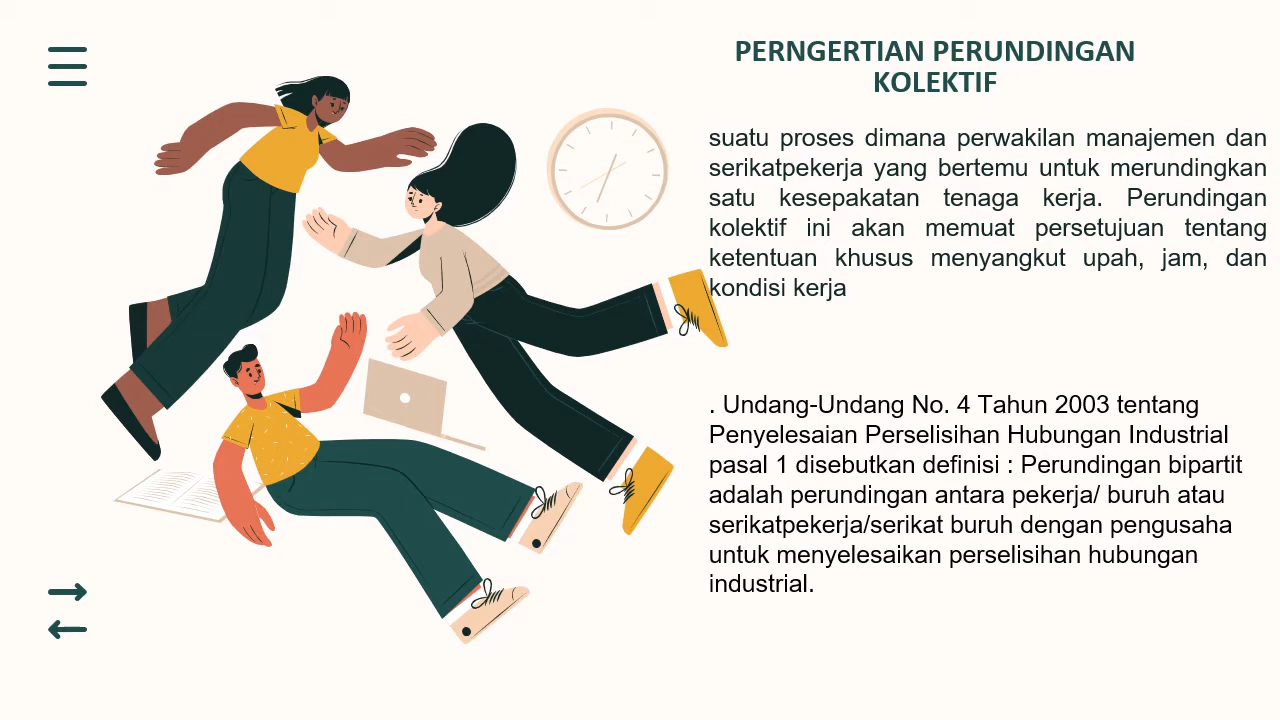 PERNGERTIAN PERUNDINGAN
KOLEKTIF
suatu proses dimana perwakilan manajemen dan
serikatpekerja yang bertemu untuk merundingkan
satu kesepakatan tenaga kerja. Perundingan
kolektif ini akan memuat persetujuan tentang
ketentuan khusus menyangkut upah, jam, dan
kondisi kerja
. Undang-Undang No. 4 Tahun 2003 tentang
Penyelesaian Perselisihan Hubungan Industrial
pasal 1 disebutkan definisi : Perundingan bipartit
adalah perundingan antara pekerja/ buruh atau
serikatpekerja/serikat buruh dengan pengusaha
untuk menyelesaikan perselisihan hubungan
industrial.